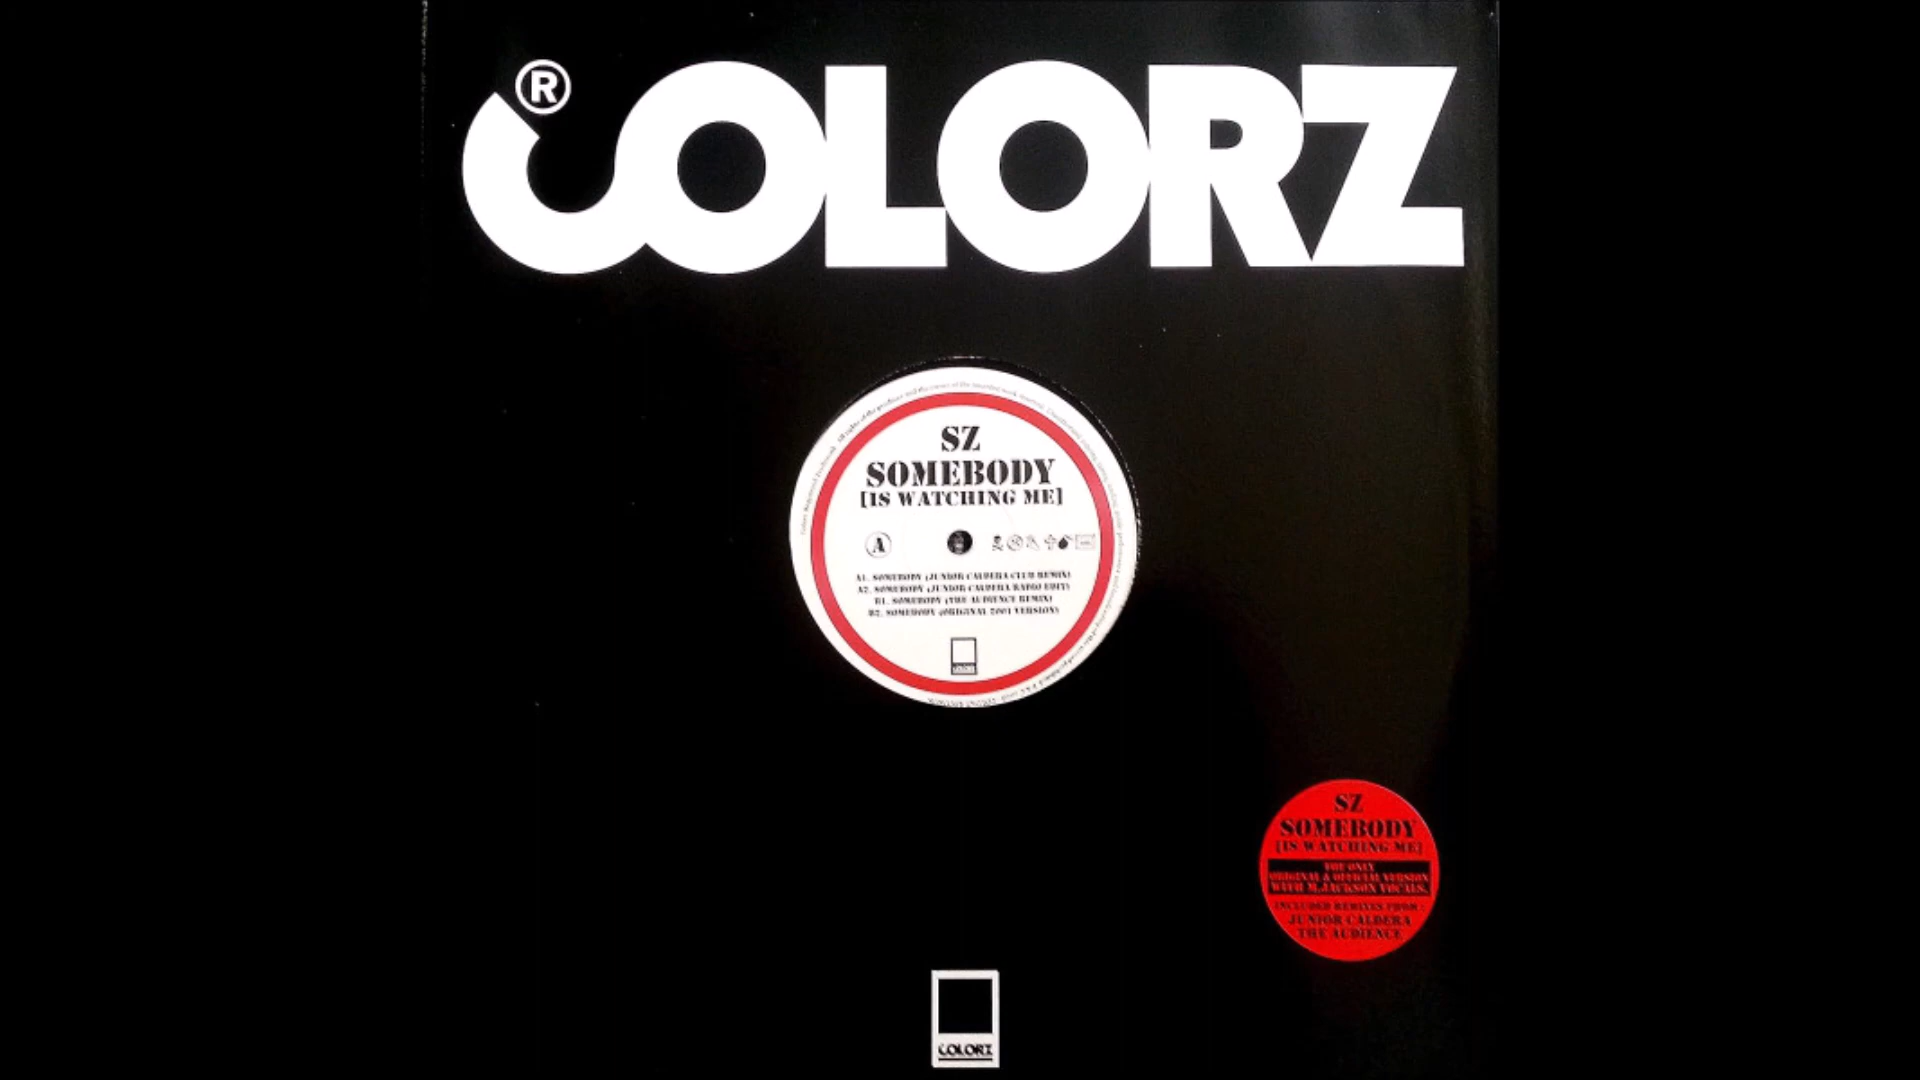 ®
COLORZ
SZ
SOMEBODY
[IS WATCHING ME]
A
A1. SOMEBODY (JUNIOR CALDERA CLUB REMIX)
A2. SOMEBODY (JUNIOR CALDERA RADIO EDIT)
B1. SOMEBODY (THE AUDIENCE REMIX)
B2. SOMEBODY (ORIGINAL 2001 VERSION)
COLORZ
SZ
SOMEBODY
[IS WATCHING ME]
THE ONLY
ORIGINAL & OFFICIAL VERSION
WITH M.JACKSON VOCALS.
INCLUDED REMIXES FROM
JUNIOR CALDERA
THE AUDIENCE
COLORZ